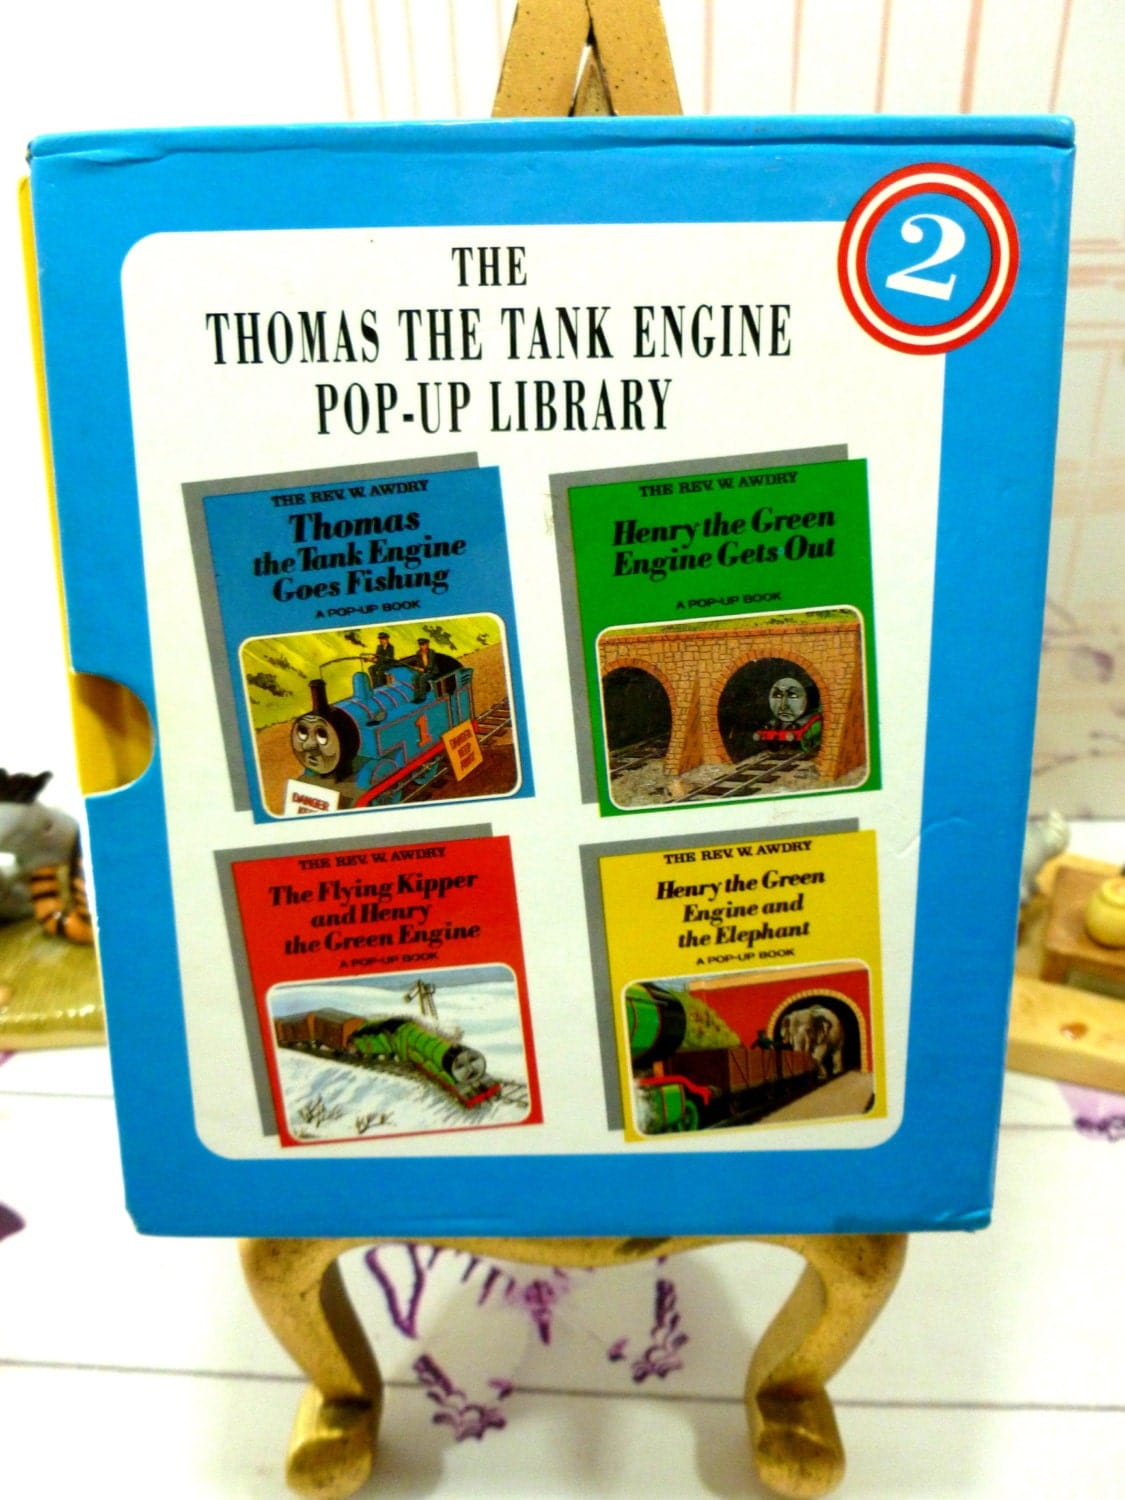 2
THE
THOMAS THE TANK ENGINE
POP-UP LIBRARY
THE REV. W. AWDRY
Thomas
the Tank Engine
Goes Fishing
A POP-UP BOOK
1
DANGER
THE REV. W. AWDRY
Henry the Green
Engine Gets Out
A POP-UP BOOK
THE REV. W. AWDRY
The Flying Kipper
and Henry
the Green Engine
A POP-UP BOOK
THE REV. W. AWDRY
Henry the Green
Engine and
the Elephant
A POP-UP BOOK